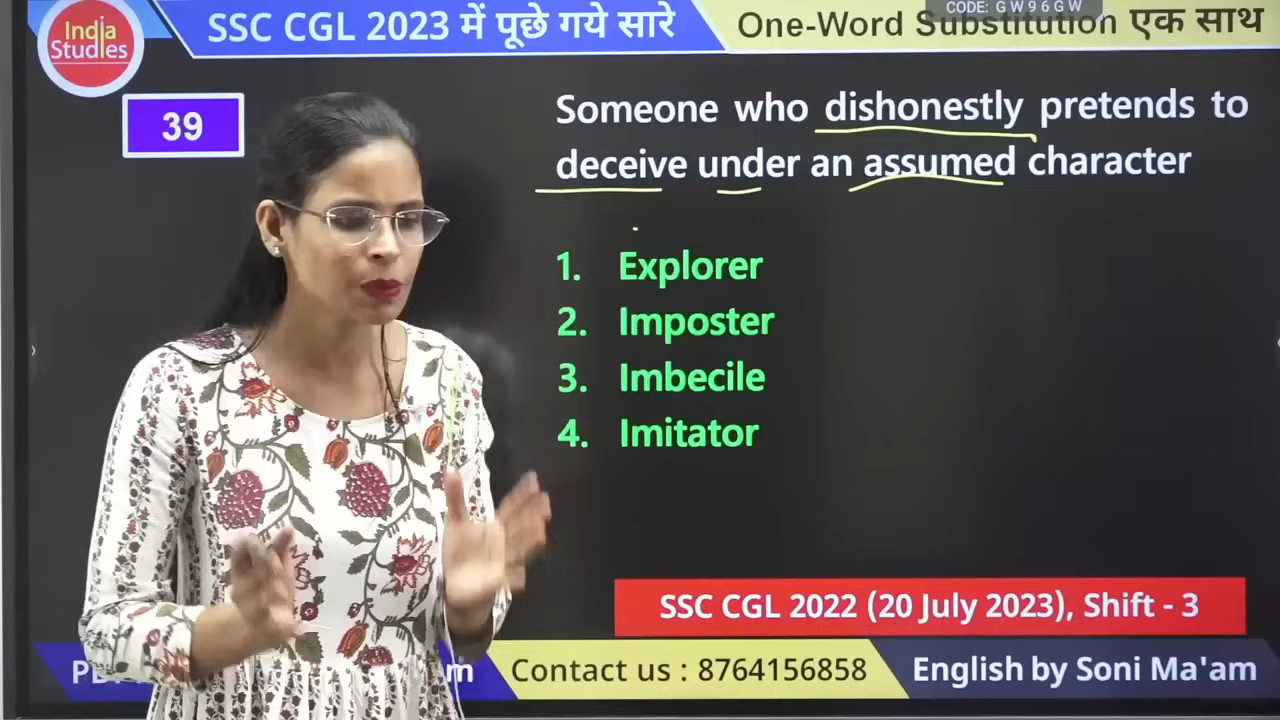 India
Studies
SSC CGL 2023 में पूछे गये सारे
One-Word Substitution एक साथ
CODE: GW96GW
39
Someone who dishonestly pretends to
deceive under an assumed character
1. Explorer
2. Imposter
3. Imbecile
4. Imitator
SSC CGL 2022 (20 July 2023), Shift - 3
Contact us : 8764156858
English by Soni Ma'am